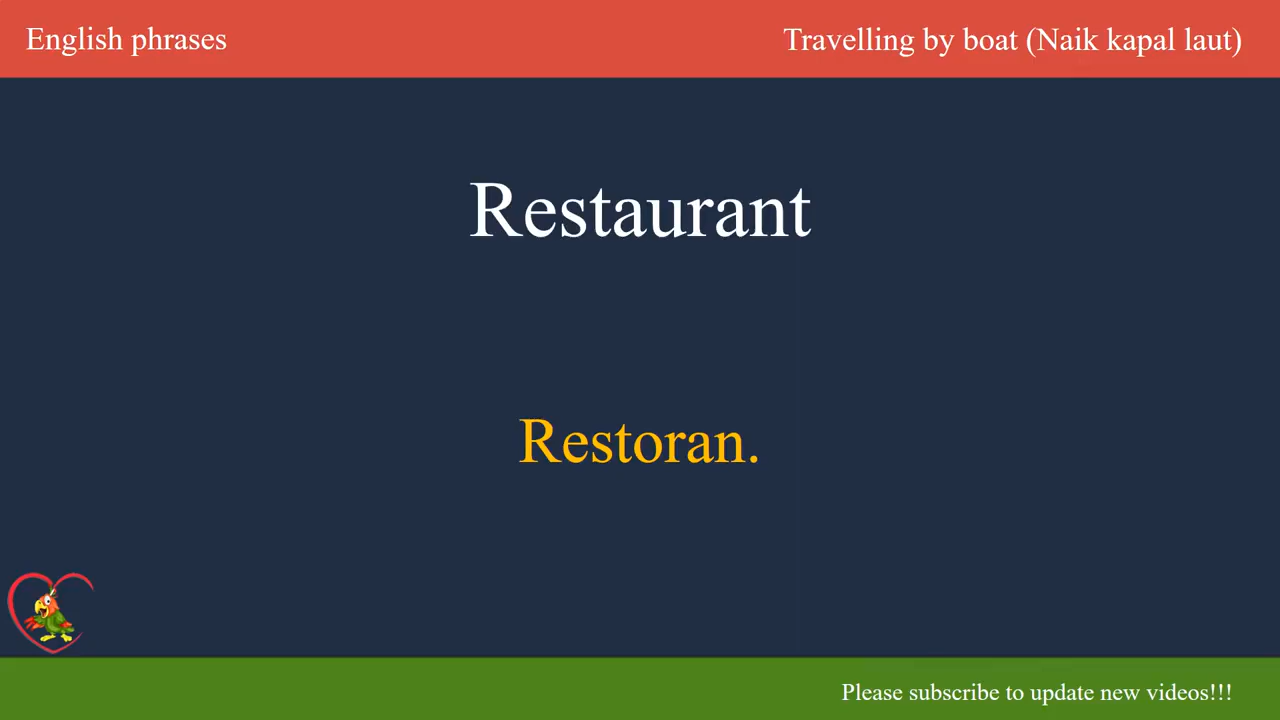 English phrases
Travelling by boat (Naik kapal laut)
Restaurant
Restoran.
Please subscribe to update new videos!!!